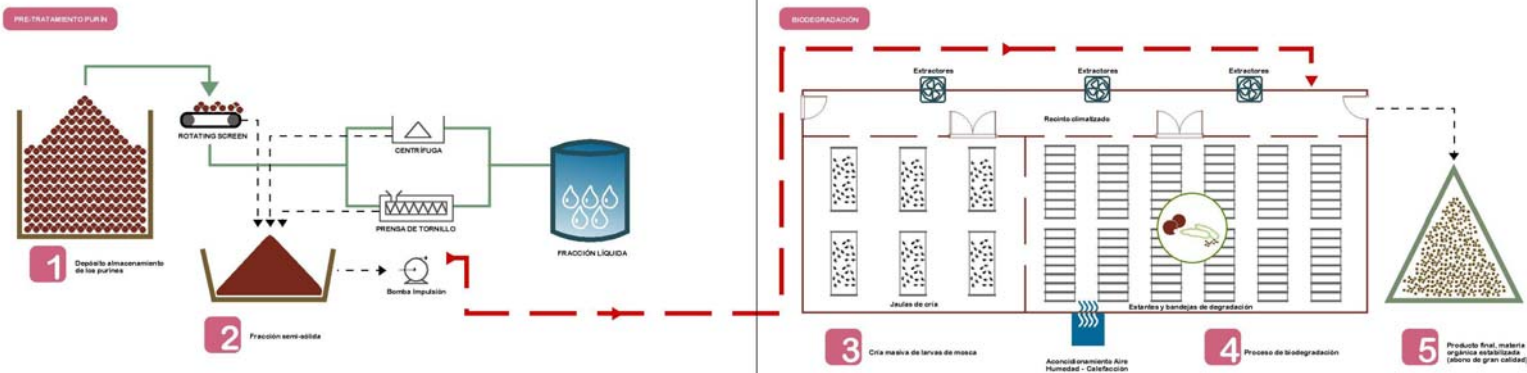 PRE-TRATAMIENTO PURÍN
ROTATING SCREEN
CENTRÍFUGA
PRENSA DE TORNILLO
FRACCIÓN LÍQUIDA
1
Depósito almacenamiento
de los purines
Bomba Impulsión
2
Fracción semi-sólida
BIODEGRADACIÓN
Extractores
Extractores
Extractores
Recinto climatizado
Jaulas de cría
Estantes y bandejas de degradación
3
Cría masiva de larvas de mosca
Acondicionamiento Aire
Humedad - Calefacción
4
Proceso de biodegradación
5
Producto final, materia
orgánica estabilizada
(abono de gran calidad)